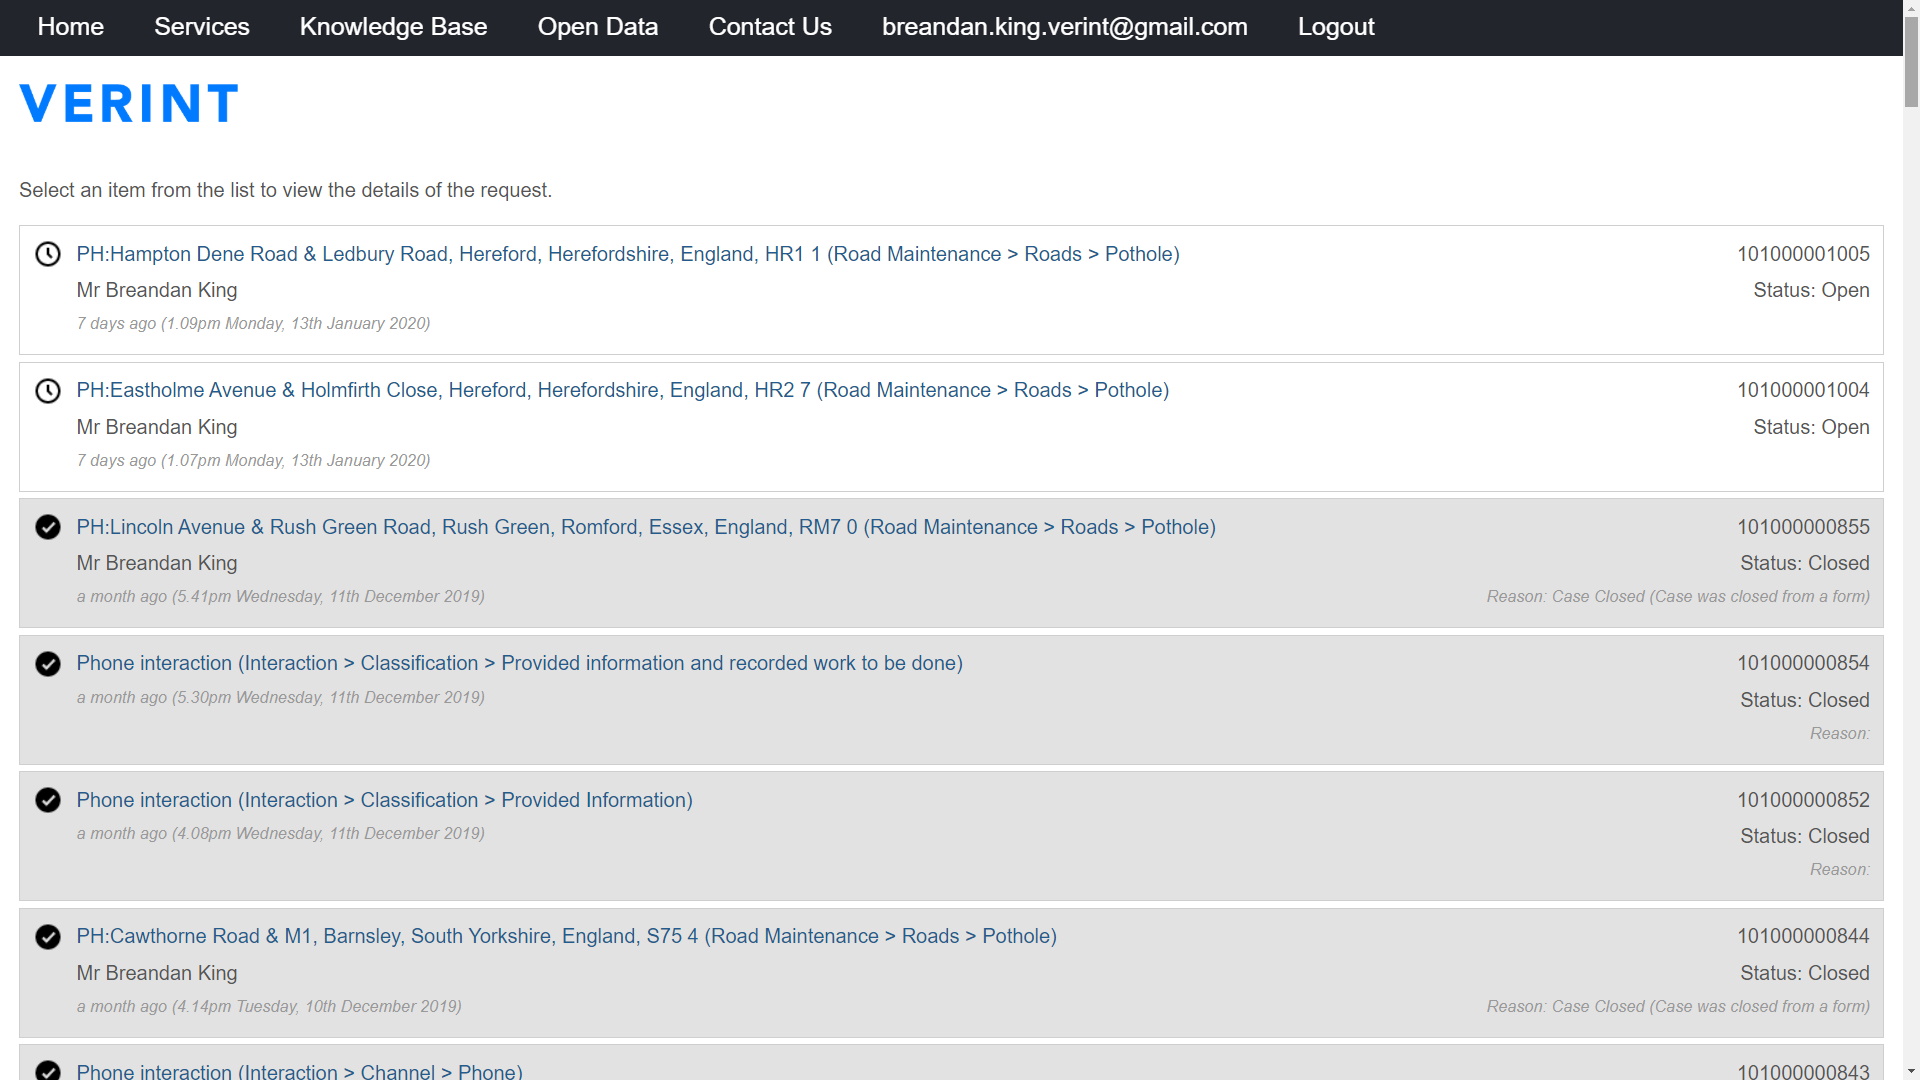 Home Services Knowledge Base Open Data Contact Us breandan.king.verint@gmail.com Logout
VERINT
Select an item from the list to view the details of the request.
PH:Hampton Dene Road & Ledbury Road, Hereford, Herefordshire, England, HR1 1 (Road Maintenance > Roads > Pothole) 101000001005
Mr Breandan King Status: Open
7 days ago (1.09pm Monday, 13th January 2020)
PH:Eastholme Avenue & Holmfirth Close, Hereford, Herefordshire, England, HR2 7 (Road Maintenance > Roads > Pothole) 101000001004
Mr Breandan King Status: Open
7 days ago (1.07pm Monday, 13th January 2020)
PH:Lincoln Avenue & Rush Green Road, Rush Green, Romford, Essex, England, RM7 0 (Road Maintenance > Roads > Pothole) 101000000855
Mr Breandan King Status: Closed
a month ago (5.41pm Wednesday, 11th December 2019) Reason: Case Closed (Case was closed from a form)
Phone interaction (Interaction > Classification > Provided information and recorded work to be done) 101000000854
a month ago (5.30pm Wednesday, 11th December 2019) Status: Closed
Reason:
Phone interaction (Interaction > Classification > Provided Information) 101000000852
a month ago (4.08pm Wednesday, 11th December 2019) Status: Closed
Reason:
PH:Cawthorne Road & M1, Barnsley, South Yorkshire, England, S75 4 (Road Maintenance > Roads > Pothole) 101000000844
Mr Breandan King Status: Closed
a month ago (4.14pm Tuesday, 10th December 2019) Reason: Case Closed (Case was closed from a form)
Phone interaction (Interaction > Channel > Phone) 101000000843